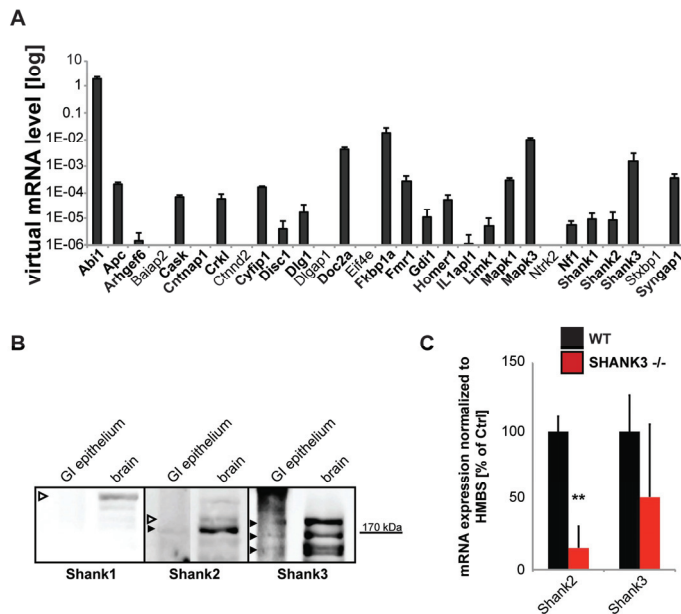 A
virtual mRNA level [log]
10
1
0.1
1E-02
1E-03
1E-04
1E-05
1E-06
Abi1
Apc
Arhgef6
Baiap2
Cask
Cntnap1
Crkl
Ctnnd2
Cyfip1
Disc1
Dlg1
Dlgap1
Doc2a
Eif4e
Fkbp1a
Fmr1
Gdi1
Homer1
IL1apl1
Limk1
Mapk1
Mapk3
Ntrk2
Nf1
Shank1
Shank2
Shank3
Stxbp1
Syngap1
B
GI epithelium
brain
GI epithelium
brain
GI epithelium
brain
170 kDa
Shank1
Shank2
Shank3
C
WT
SHANK3 -/-
mRNA expression normalized to
HMBS [% of Ctrl]
150
100
50
0
**
Shank2
Shank3